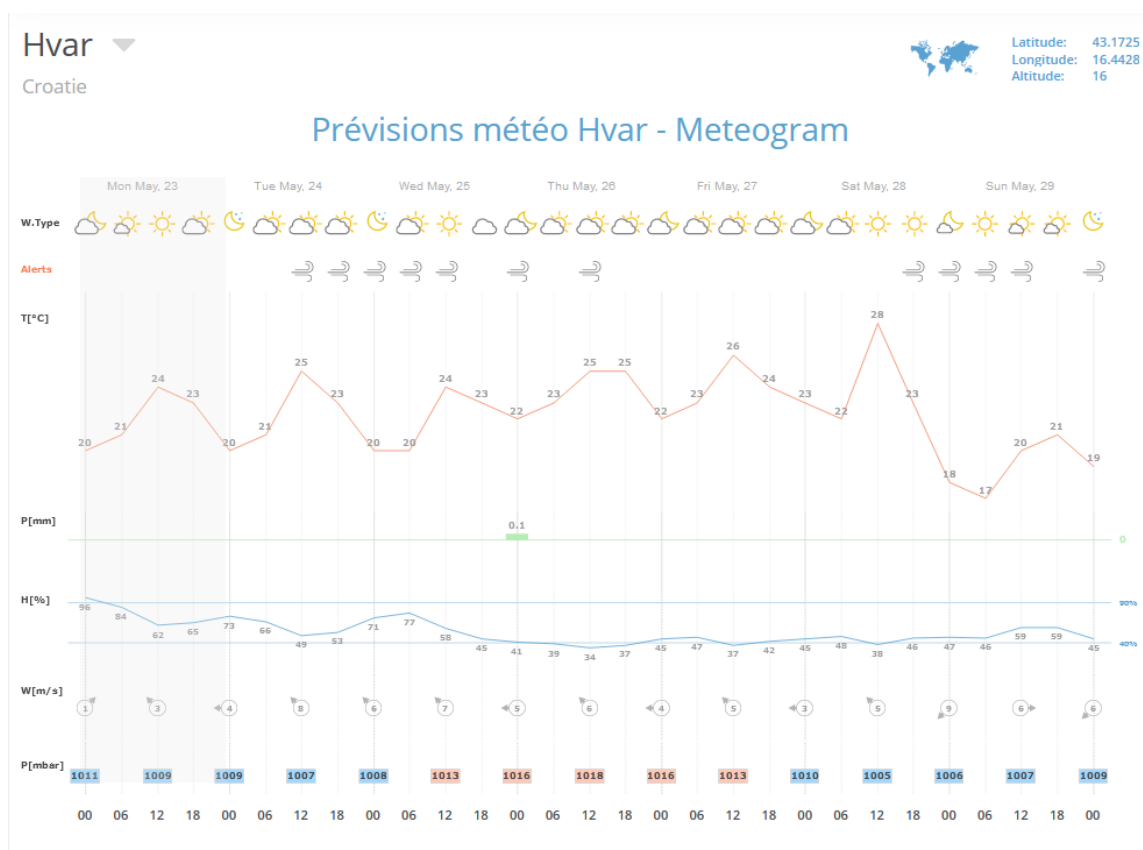 Hvar
Croatie
Latitude: 43.1725
Longitude: 16.4428
Altitude: 16
Prévisions météo Hvar - Meteogram
Mon May, 23 Tue May, 24 Wed May, 25 Thu May, 26 Fri May, 27 Sat May, 28 Sun May, 29
W.Type
Alerts
T[°C]
20 21 24 23 20 21 25 23 20 20 24 23 22 23 25 25 22 23 26 24 23 22 28 23 18 17 20 21 19
P[mm]
0.1
0
H[%]
90%
96 84 62 65 73 66 49 53 71 77 58 45 41 39 34 37 45 47 37 42 45 48 38 46 47 46 59 59 45
40%
W[m/s]
1 3 4 8 6 7 5 6 4 5 3 5 9 6 6
P[mbar]
1011 1009 1009 1007 1008 1013 1016 1018 1016 1013 1010 1005 1006 1007 1009
00 06 12 18 00 06 12 18 00 06 12 18 00 06 12 18 00 06 12 18 00 06 12 18 00 06 12 18 00